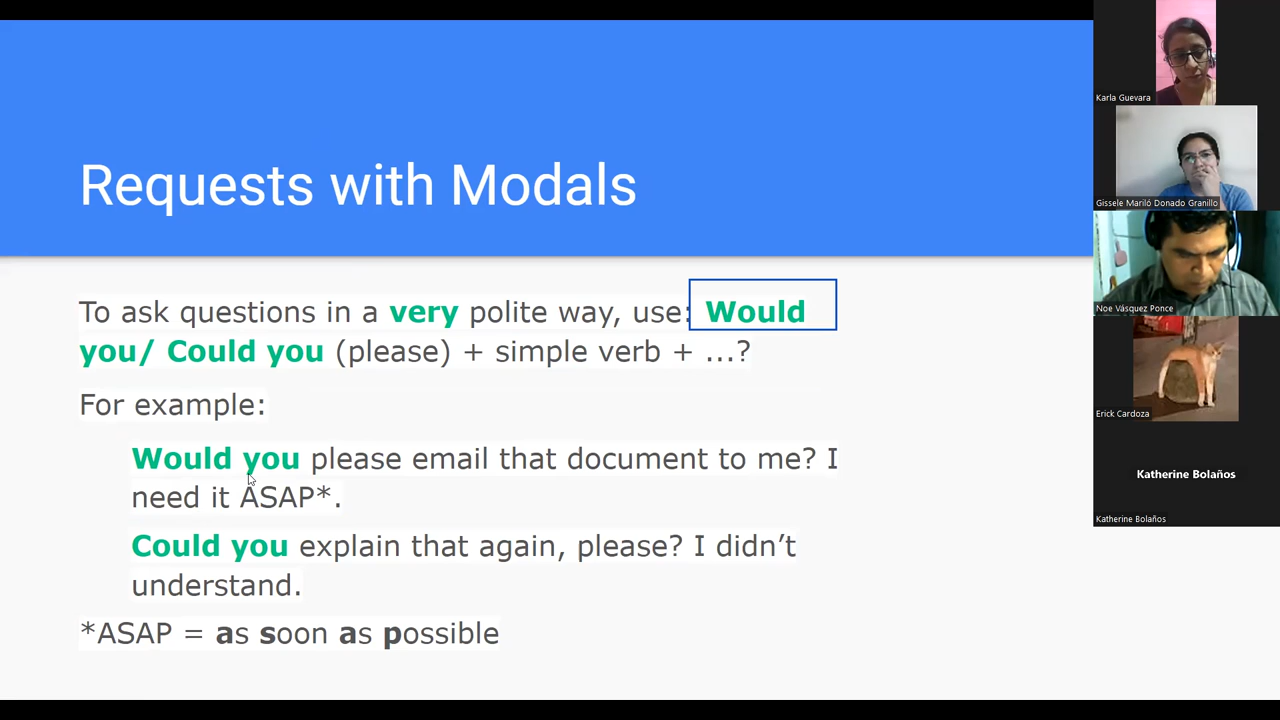 Requests with Modals
To ask questions in a very polite way, use: Would
you/ Could you (please) + simple verb + ...?
For example:
Would you please email that document to me? I
need it ASAP*.
Could you explain that again, please? I didn’t
understand.
*ASAP = as soon as possible
Karla Guevara
Gissele Mariló Donado Granillo
Noe Vásquez Ponce
Erick Cardoza
Katherine Bolaños
Katherine Bolaños